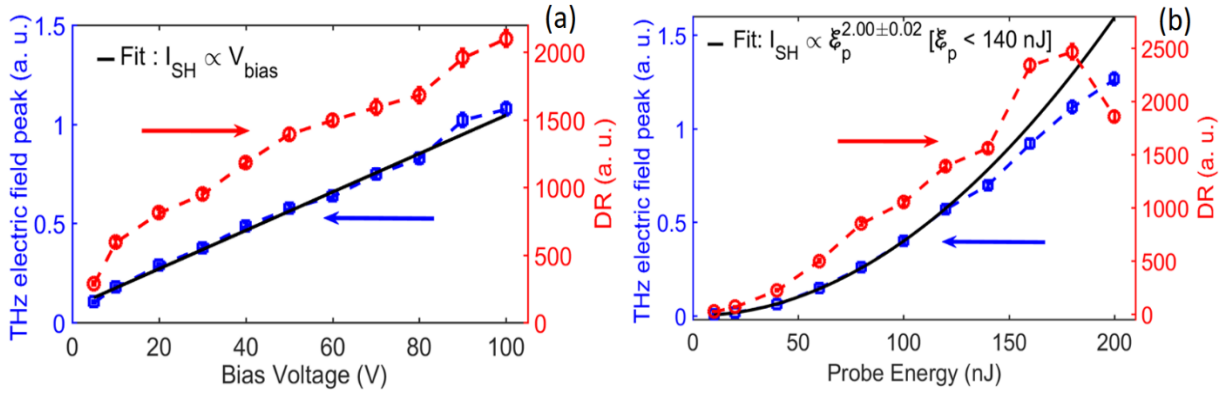 (a)
Fit : I_SH ∝ V_bias
THz electric field peak (a. u.)
1.5
1
0.5
0
2000
1500
1000
500
0
DR (a. u.)
0 20 40 60 80 100
Bias Voltage (V)
(b)
Fit: I_SH ∝ ξ_p^2.00±0.02 [ξ_p < 140 nJ]
THz electric field peak (a. u.)
1.5
1
0.5
0
2500
2000
1500
1000
500
0
DR (a. u.)
0 50 100 150 200
Probe Energy (nJ)